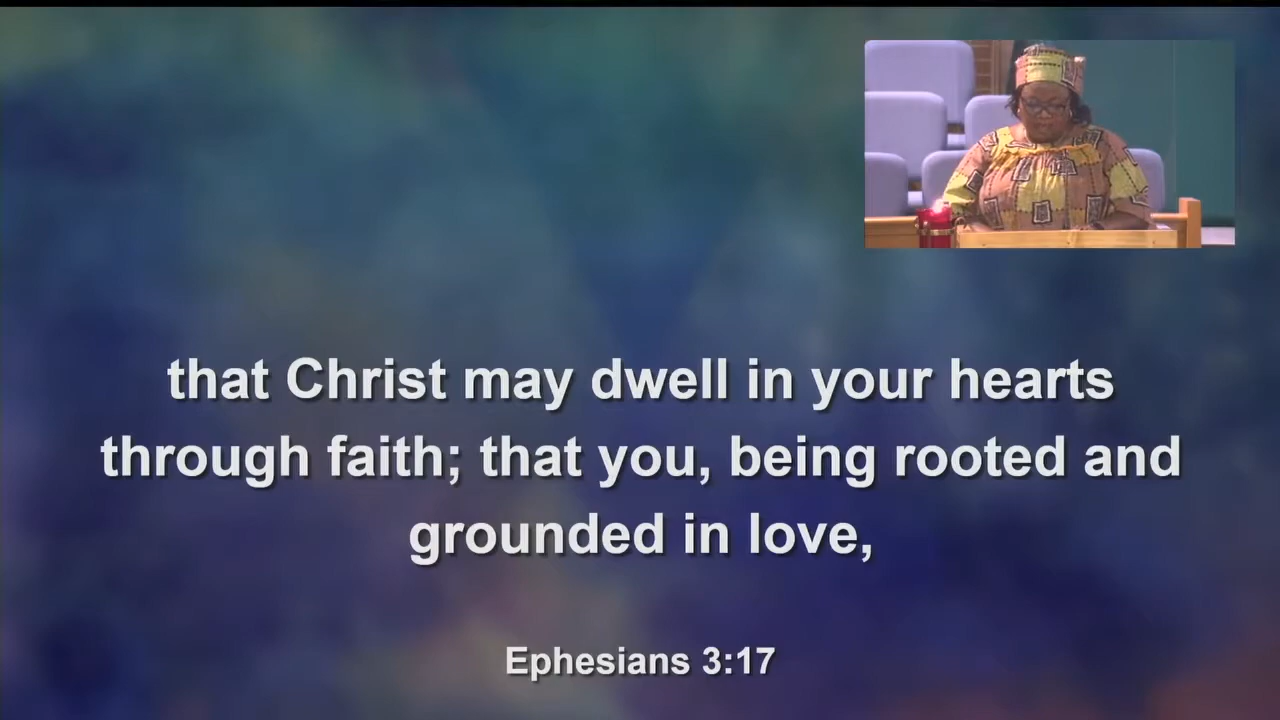 that Christ may dwell in your hearts
through faith; that you, being rooted and
grounded in love,
Ephesians 3:17